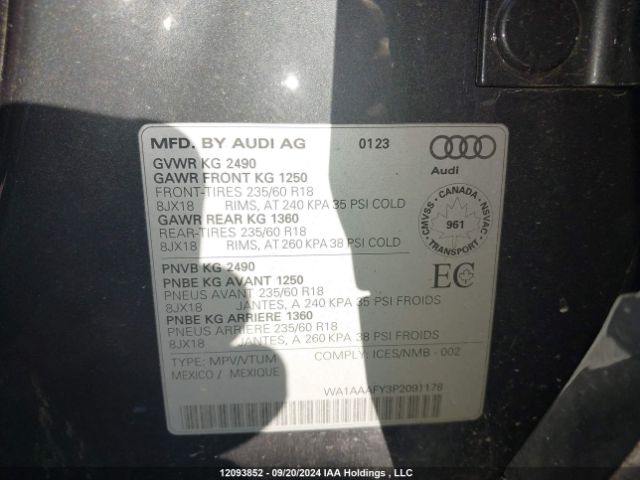 MFD. BY AUDI AG 0123
Audi
GVWR KG 2490
GAWR FRONT KG 1250
FRONT-TIRES 235/60 R18
8JX18 RIMS, AT 240 KPA 35 PSI COLD
GAWR REAR KG 1360
REAR-TIRES 235/60 R18
8JX18 RIMS, AT 260 KPA 38 PSI COLD
CMVSS - CANADA - NSVAC
961
TRANSPORT
PNVB KG 2490
PNBE KG AVANT 1250
PNEUS AVANT 235/60 R18
8JX18 JANTES, A 240 KPA 35 PSI FROIDS
PNBE KG ARRIERE 1360
PNEUS ARRIERE 235/60 R18
8JX18 JANTES, A 260 KPA 38 PSI FROIDS
EC
TYPE: MPV/VTUM COMPLY: ICES/NMB - 002
MEXICO / MEXIQUE
WA1AAAFY3P2091178
12093852 - 09/20/2024 IAA Holdings , LLC